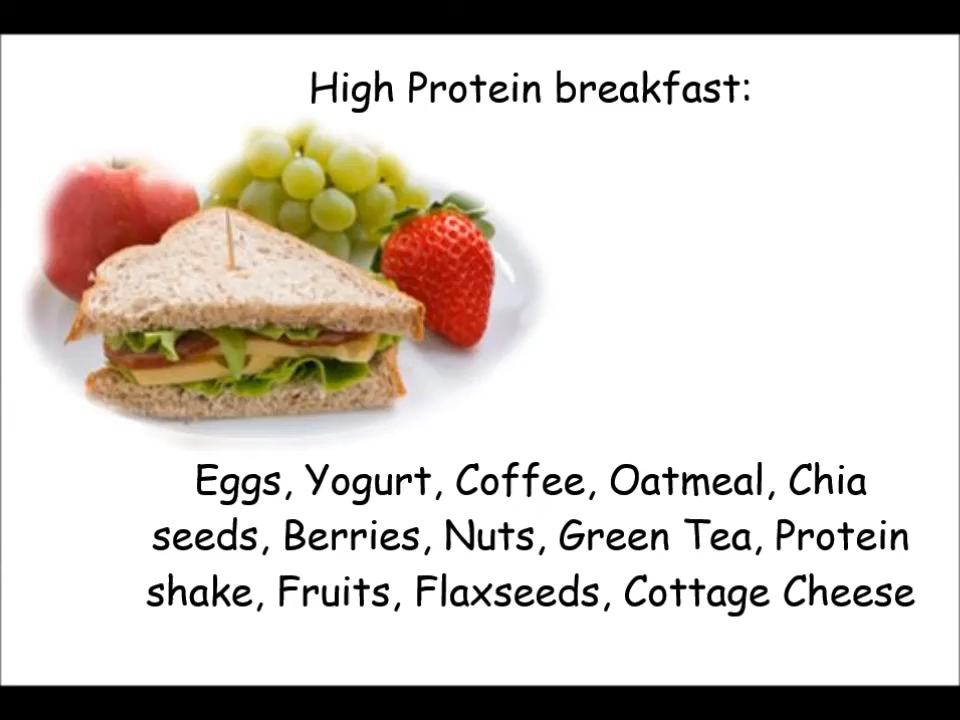 High Protein breakfast:
Eggs, Yogurt, Coffee, Oatmeal, Chia
seeds, Berries, Nuts, Green Tea, Protein
shake, Fruits, Flaxseeds, Cottage Cheese